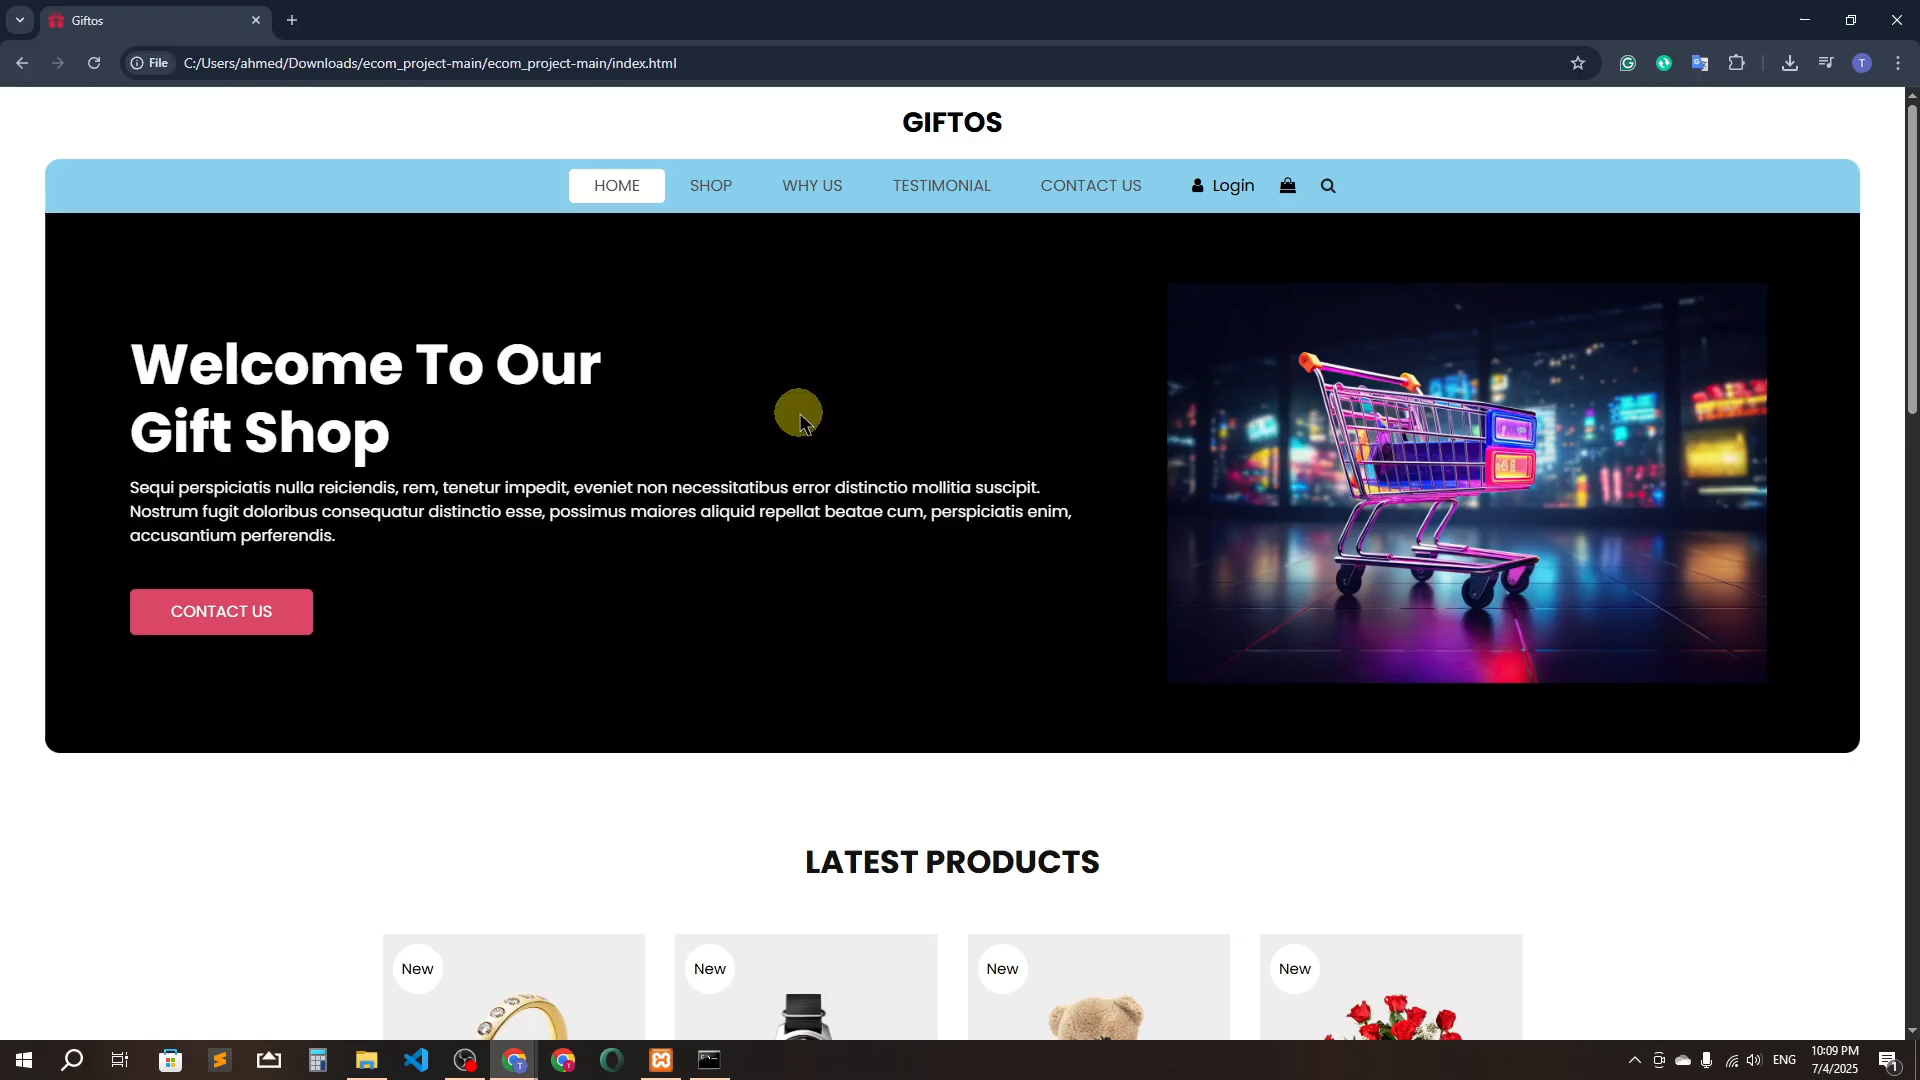 Giftos
File
C:/Users/ahmed/Downloads/ecom_project-main/ecom_project-main/index.html
T
GIFTOS
HOME
SHOP
WHY US
TESTIMONIAL
CONTACT US
Login
Welcome To Our
Gift Shop
Sequi perspiciatis nulla reiciendis, rem, tenetur impedit, eveniet non necessitatibus error distinctio mollitia suscipit.
Nostrum fugit doloribus consequatur distinctio esse, possimus maiores aliquid repellat beatae cum, perspiciatis enim,
accusantium perferendis.
CONTACT US
LATEST PRODUCTS
New
New
New
New
ENG
10:09 PM
7/4/2025
1